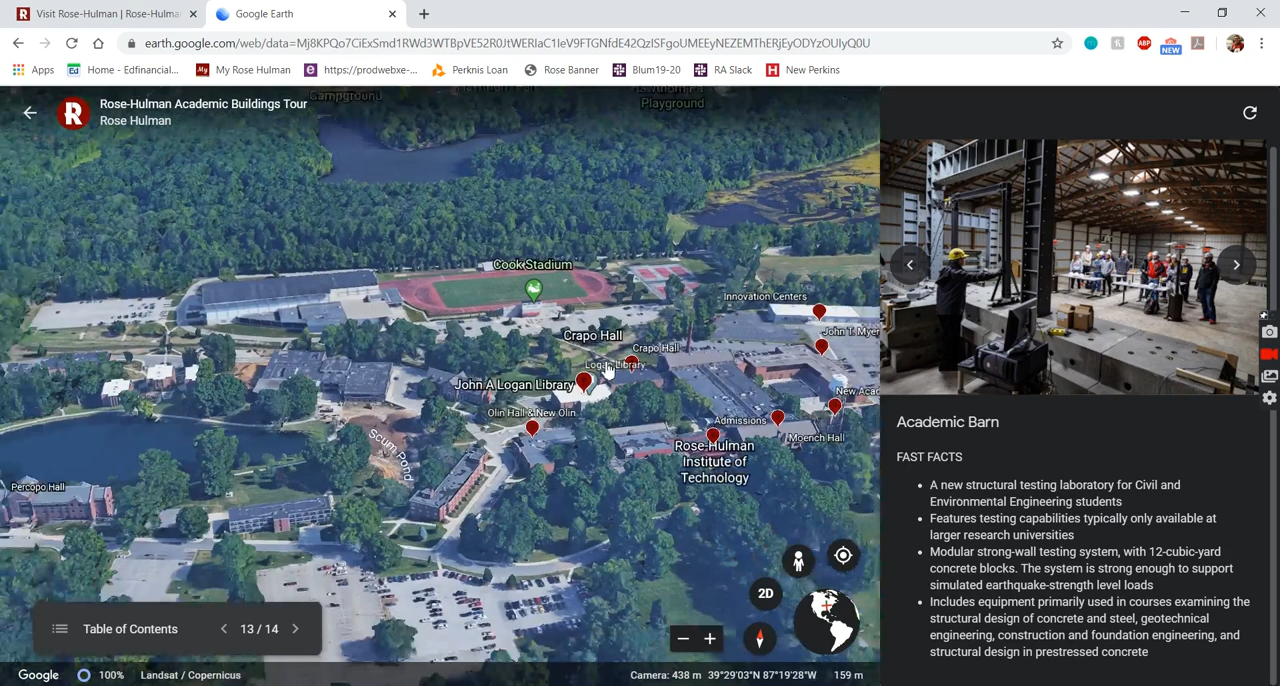 Visit Rose-Hulman | Rose-Hulma
Google Earth
earth.google.com/web/data=Mj8KPQo7CiExSmd1RWd3WTBpVE52R0JtWERlaC1leV9FTGNfdE42QzISFgoUMEEyNEZEMThERjEyODYzOUIyQ0U
Apps
Home - Edfinancial...
My Rose Hulman
https://prodwebxe-...
Perknis Loan
Rose Banner
Blum19-20
RA Slack
New Perkins
ABP
NEW
Rose-Hulman Academic Buildings Tour
Rose Hulman
Campground
Playground
Cook Stadium
Innovation Centers
John T. Myer
Crapo Hall
Crapo Hall
Logan Library
John A Logan Library
Olin Hall & New Olin
New Acad
Admissions
Moench Hall
Rose-Hulman
Institute of
Technology
Scum Pond
Percopo Hall
2D
Table of Contents
13 / 14
Google
100%
Landsat / Copernicus
Camera: 438 m 39°29'03"N 87°19'28"W
159 m
Academic Barn
FAST FACTS
• A new structural testing laboratory for Civil and
Environmental Engineering students
• Features testing capabilities typically only available at
larger research universities
• Modular strong-wall testing system, with 12-cubic-yard
concrete blocks. The system is strong enough to support
simulated earthquake-strength level loads
• Includes equipment primarily used in courses examining the
structural design of concrete and steel, geotechnical
engineering, construction and foundation engineering, and
structural design in prestressed concrete